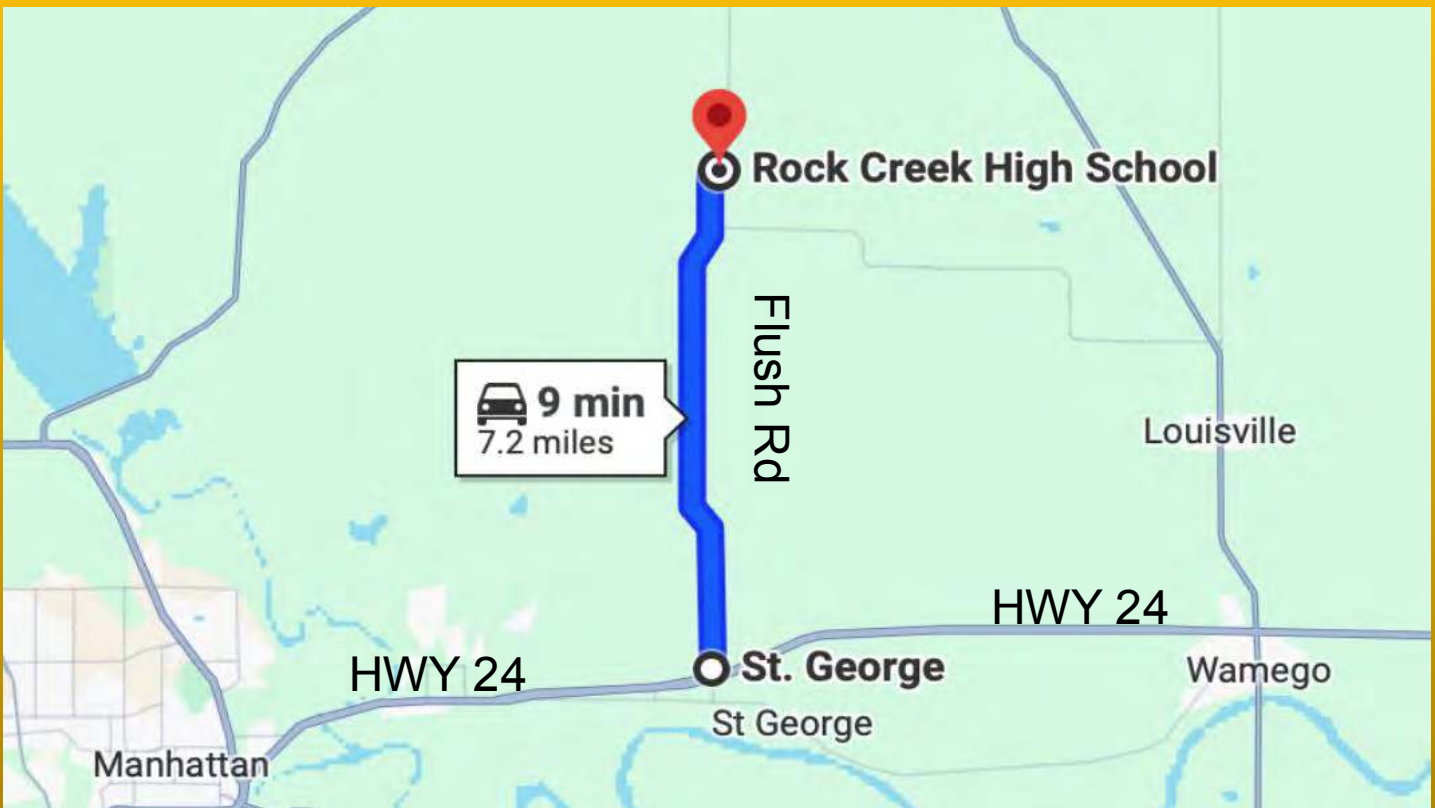 Rock Creek High School
Flush Rd
9 min
7.2 miles
Louisville
HWY 24
HWY 24
St. George
Wamego
St George
Manhattan